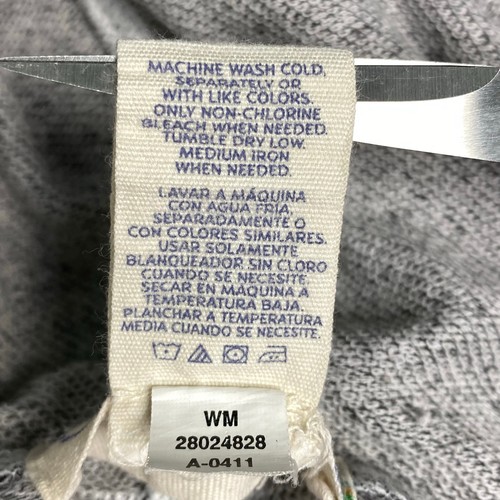 MACHINE WASH COLD,
SEPARATELY OR
WITH LIKE COLORS.
ONLY NON-CHLORINE
BLEACH WHEN NEEDED.
TUMBLE DRY LOW.
MEDIUM IRON
WHEN NEEDED.
LAVAR A MÁQUINA
CON AGUA FRÍA,
SEPARADAMENTE O
CON COLORES SIMILARES.
USAR SOLAMENTE
BLANQUEADOR SIN CLORO
CUANDO SE NECESITE.
SECAR EN MAQUINA A
TEMPERATURA BAJA.
PLANCHAR A TEMPERATURA
MEDIA CUANDO SE NECESITE.
WM
28024828
A-0411